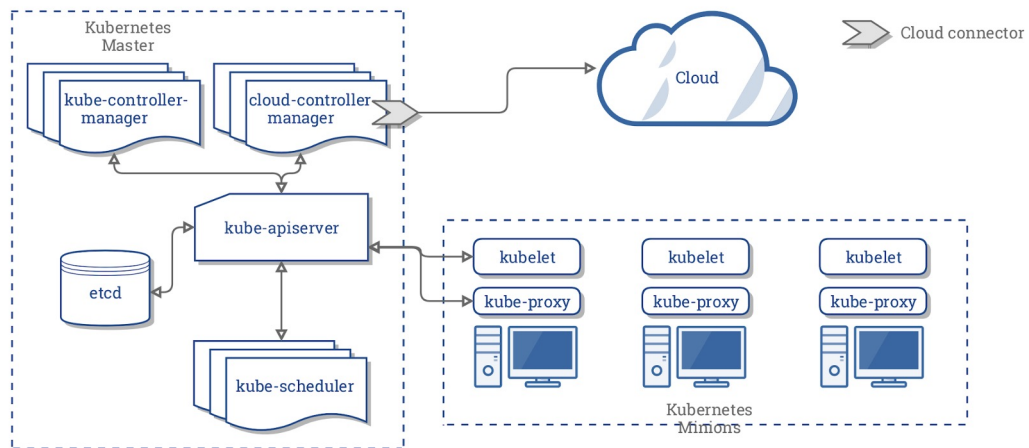 Kubernetes
Master
kube-controller-
manager
cloud-controller
manager
Cloud
Cloud connector
kube-apiserver
etcd
kube-scheduler
kubelet
kubelet
kubelet
kube-proxy
kube-proxy
kube-proxy
Kubernetes
Minions